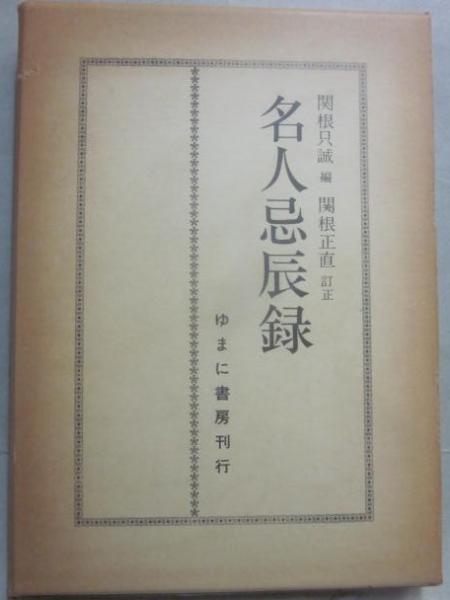 関根只誠 編 関根正直 訂正
名人忌辰録
ゆまに書房刊行